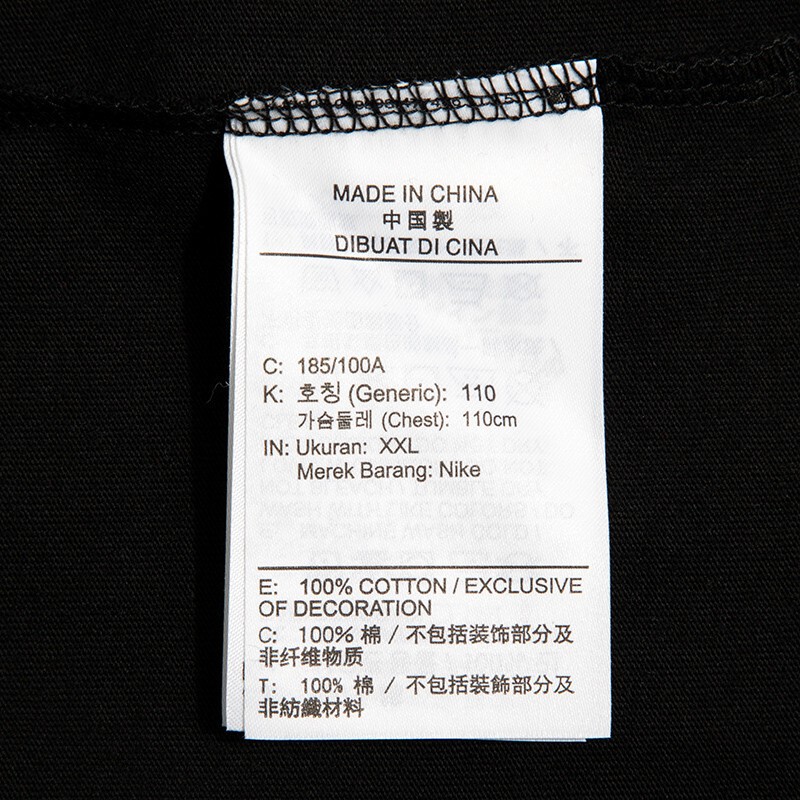 MADE IN CHINA
中国製
DIBUAT DI CINA
C: 185/100A
K: 호칭 (Generic): 110
가슴둘레 (Chest): 110cm
IN: Ukuran: XXL
Merek Barang: Nike
E: 100% COTTON / EXCLUSIVE
OF DECORATION
C: 100% 棉 / 不包括装饰部分及
非纤维物质
T: 100% 棉 / 不包括裝飾部分及
非紡織材料